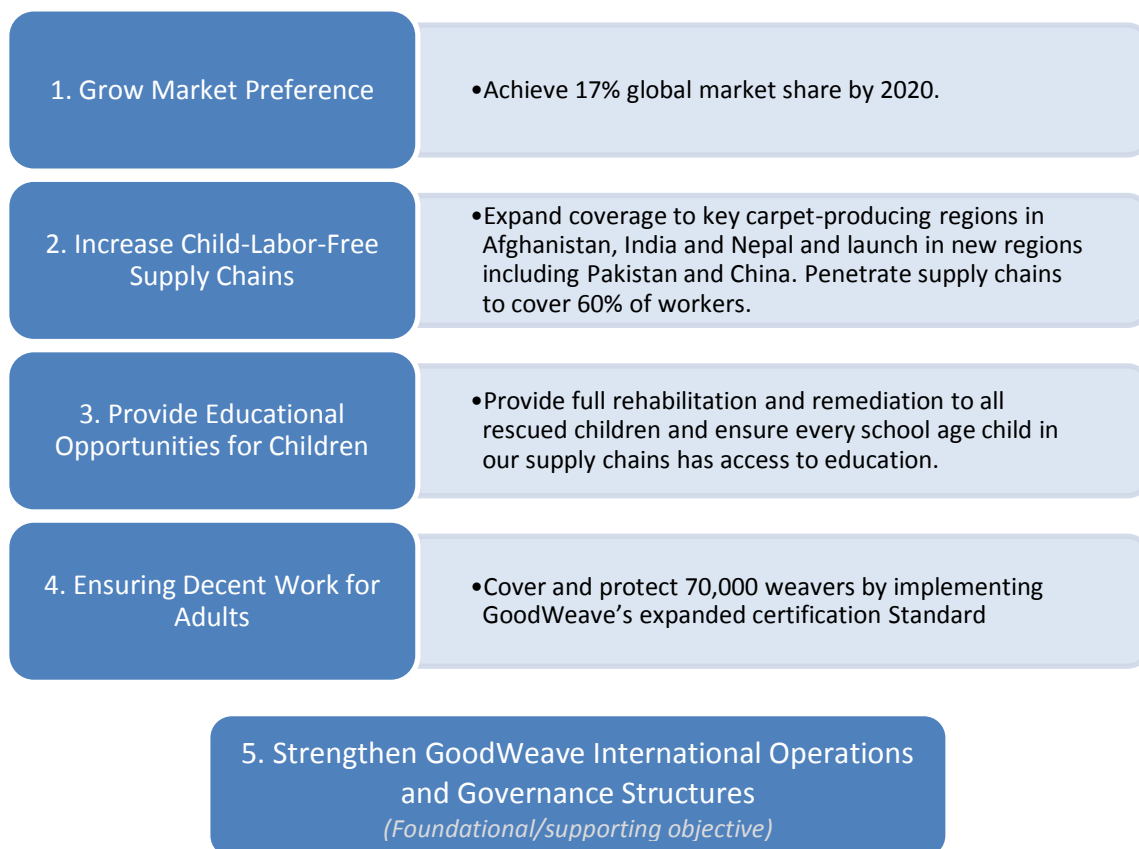 1. Grow Market Preference
•Achieve 17% global market share by 2020.
2. Increase Child-Labor-Free
Supply Chains
•Expand coverage to key carpet-producing regions in
Afghanistan, India and Nepal and launch in new regions
including Pakistan and China. Penetrate supply chains
to cover 60% of workers.
3. Provide Educational
Opportunities for Children
•Provide full rehabilitation and remediation to all
rescued children and ensure every school age child in
our supply chains has access to education.
4. Ensuring Decent Work for
Adults
•Cover and protect 70,000 weavers by implementing
GoodWeave’s expanded certification Standard
5. Strengthen GoodWeave International Operations
and Governance Structures
(Foundational/supporting objective)